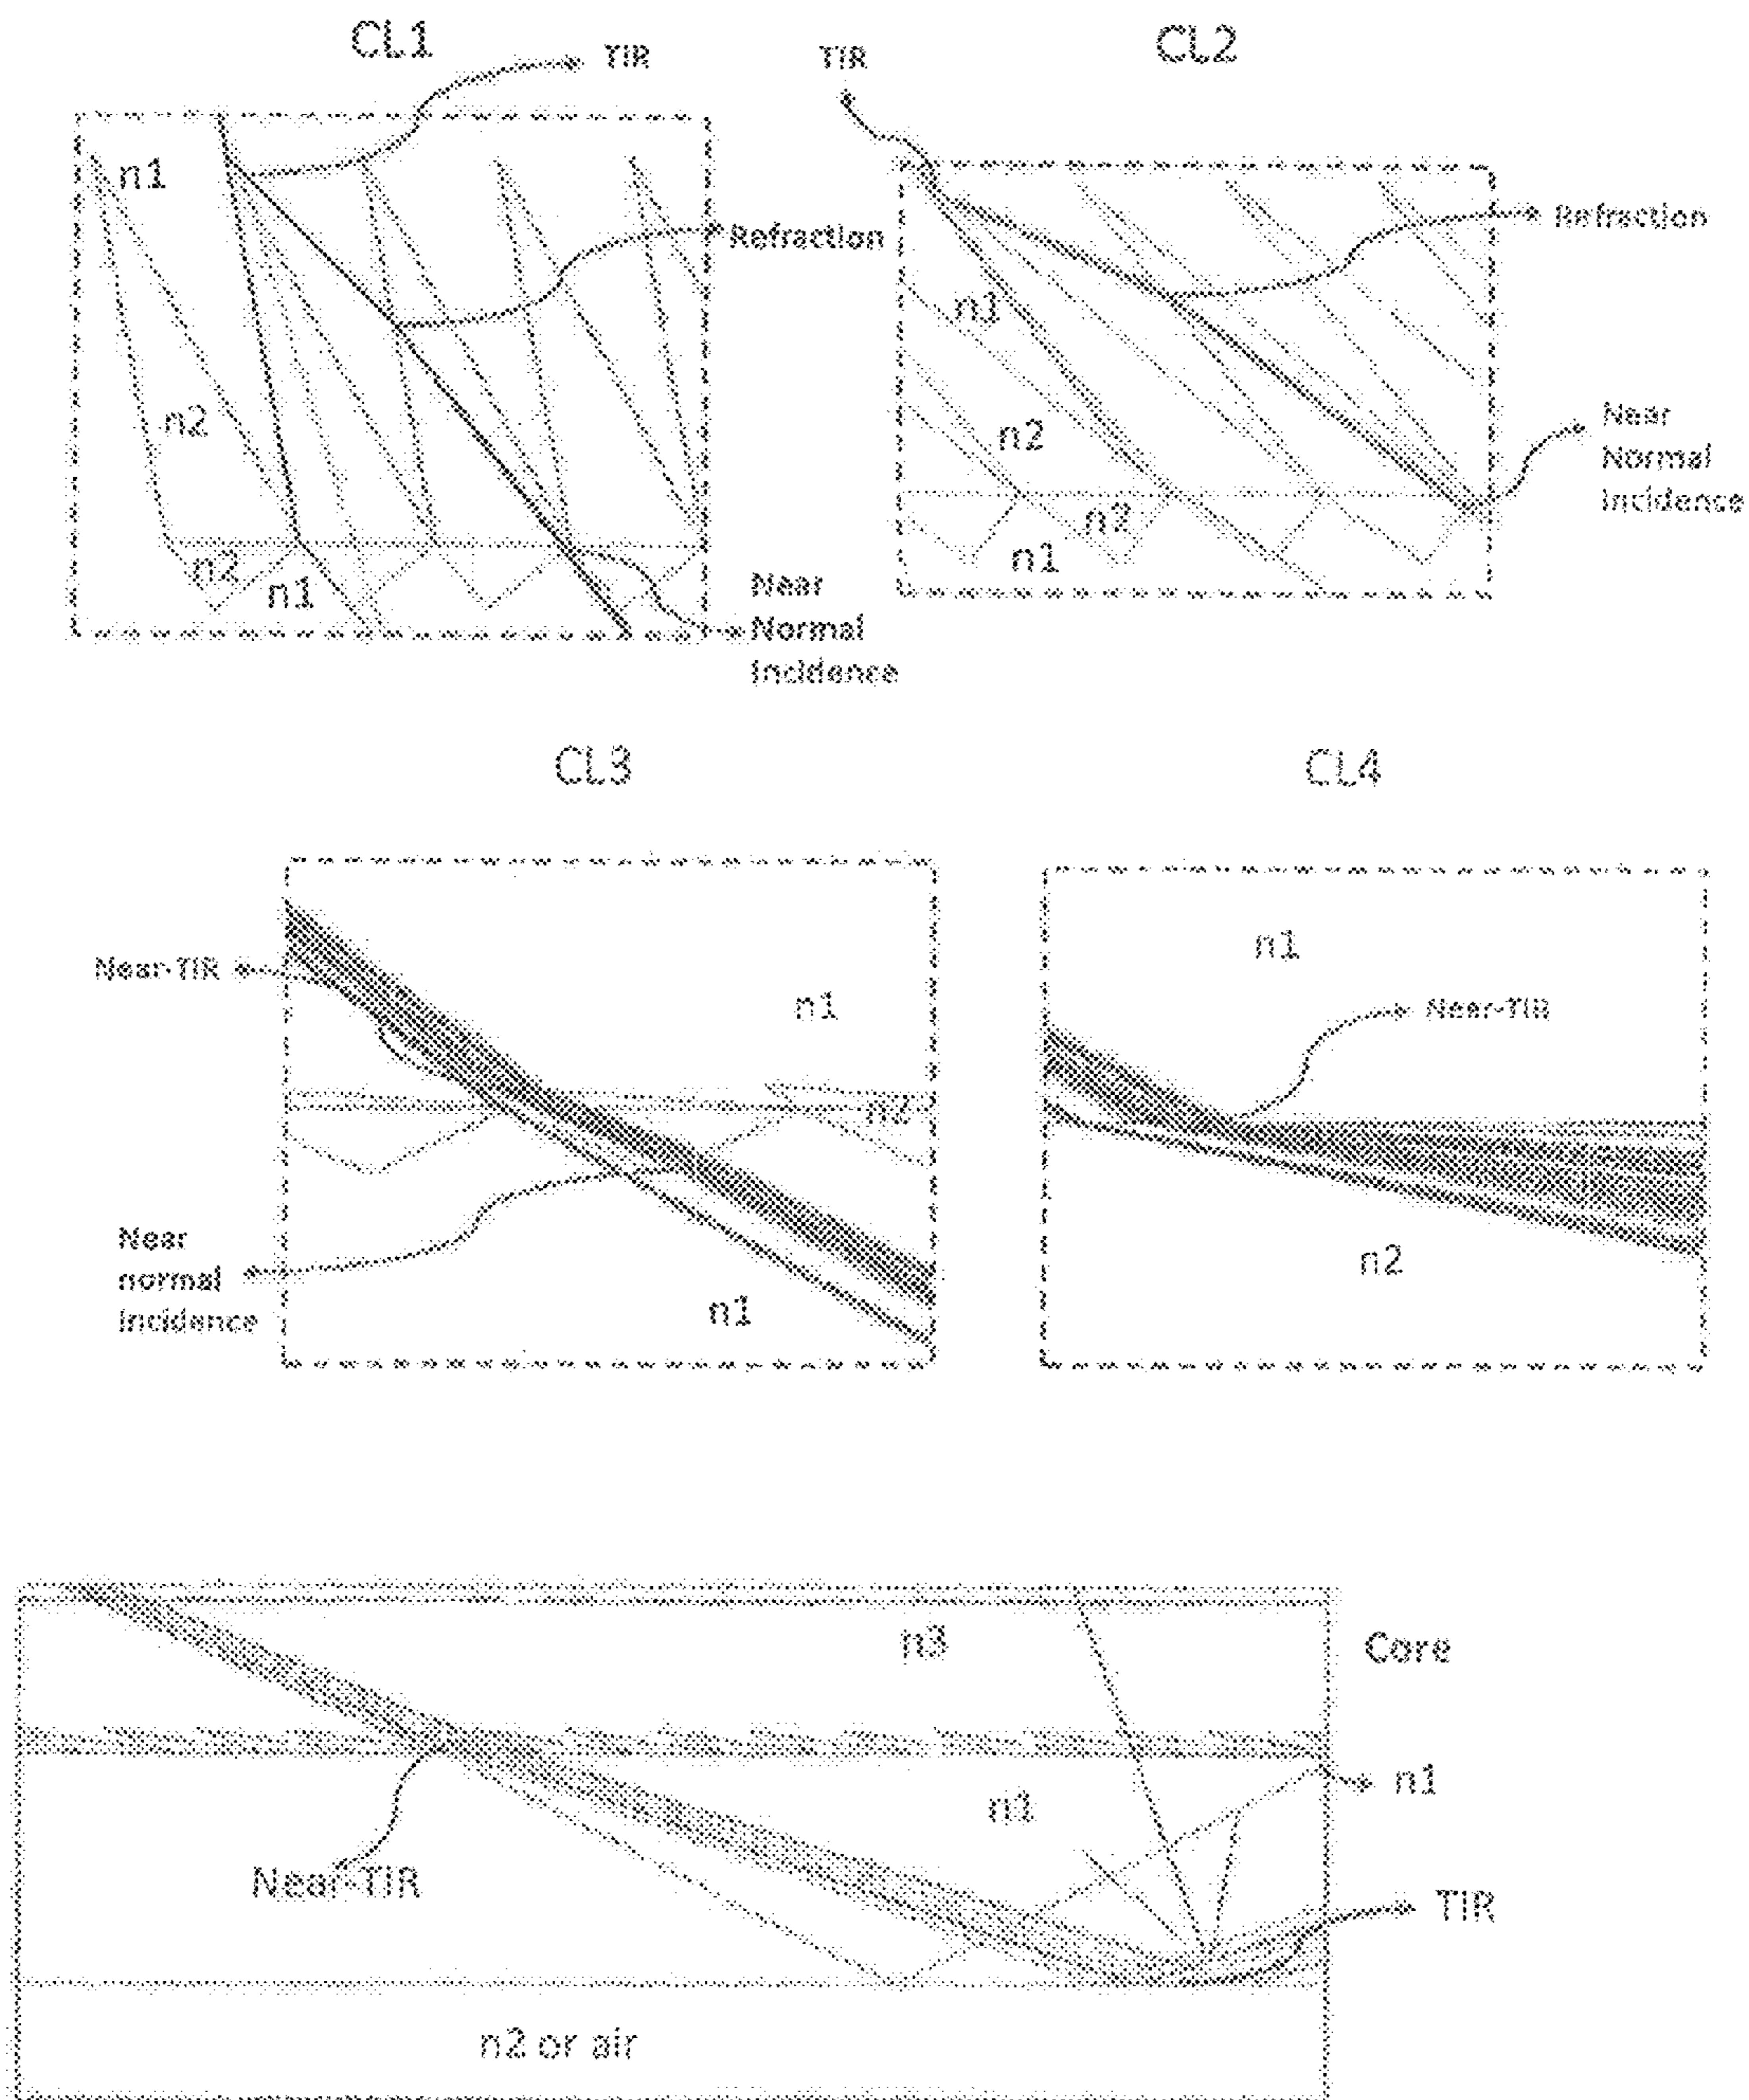 CL1
TIR
n1
Refraction
n2
n2
n1
Near
Normal
Incidence
CL2
TIR
Refraction
n1
n2
n2
n1
Near
Normal
Incidence
CL3
Near-TIR
n1
n2
Near
normal
Incidence
n1
CL4
n1
Near-TIR
n2
n3
Core
n1
n1
Near-TIR
TIR
n2 or air